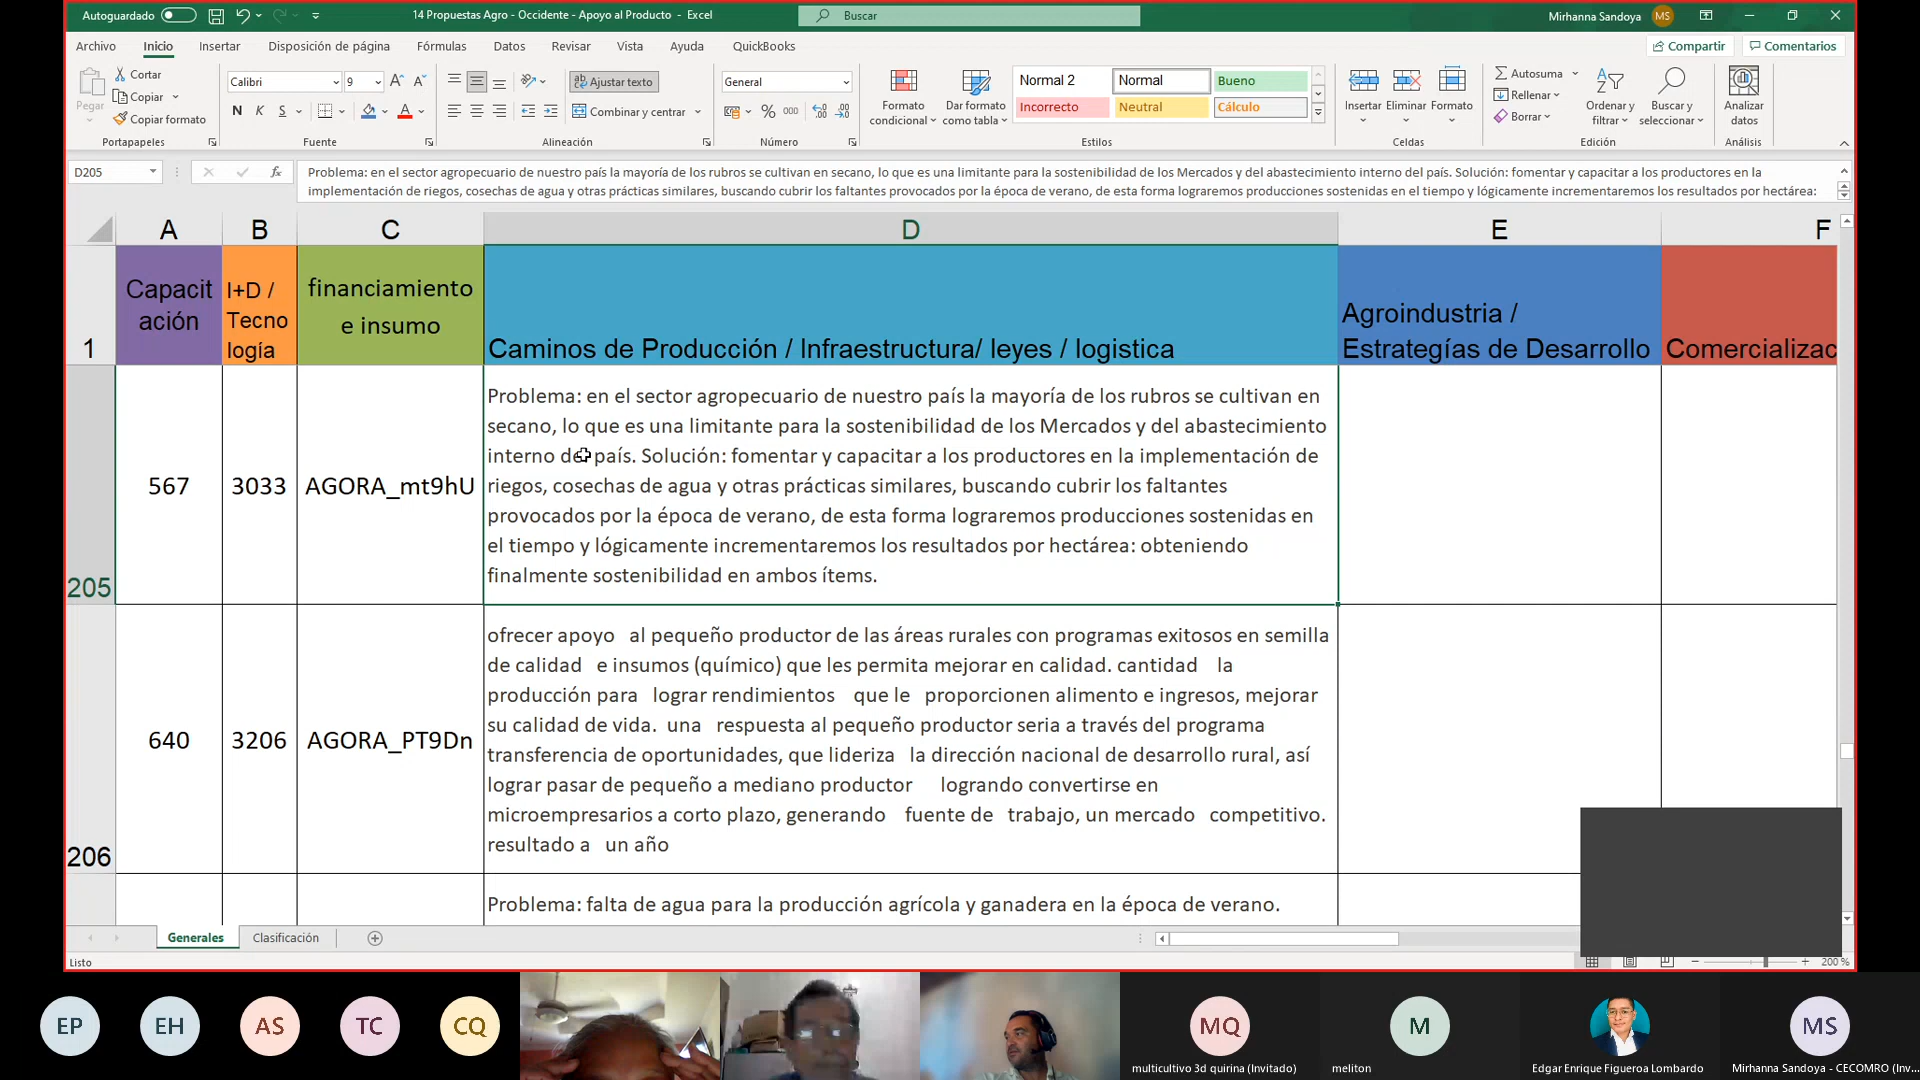 Autoguardado
14 Propuestas Agro - Occidente - Apoyo al Producto - Excel
Buscar
Mirhanna Sandoya
MS
Archivo Inicio Insertar Disposición de página Fórmulas Datos Revisar Vista Ayuda QuickBooks
Compartir
Comentarios
Pegar
Cortar
Copiar
Copiar formato
Portapapeles
Calibri
9
N K S
Fuente
Ajustar texto
Combinar y centrar
Alineación
General
% 000
Número
Formato condicional
Dar formato como tabla
Normal 2
Normal
Bueno
Incorrecto
Neutral
Cálculo
Estilos
Insertar
Eliminar
Formato
Celdas
Autosuma
Rellenar
Borrar
Ordenar y filtrar
Buscar y seleccionar
Edición
Analizar datos
Análisis
D205
fx
Problema: en el sector agropecuario de nuestro país la mayoría de los rubros se cultivan en secano, lo que es una limitante para la sostenibilidad de los Mercados y del abastecimiento interno del país. Solución: fomentar y capacitar a los productores en la
implementación de riegos, cosechas de agua y otras prácticas similares, buscando cubrir los faltantes provocados por la época de verano, de esta forma lograremos producciones sostenidas en el tiempo y lógicamente incrementaremos los resultados por hectárea:
A B C D E F
1
Capacit
ación
I+D /
Tecno
logía
financiamiento
e insumo
Caminos de Producción / Infraestructura/ leyes / logistica
Agroindustria /
Estrategías de Desarrollo
Comercializac
205
567
3033
AGORA_mt9hU
Problema: en el sector agropecuario de nuestro país la mayoría de los rubros se cultivan en
secano, lo que es una limitante para la sostenibilidad de los Mercados y del abastecimiento
interno del país. Solución: fomentar y capacitar a los productores en la implementación de
riegos, cosechas de agua y otras prácticas similares, buscando cubrir los faltantes
provocados por la época de verano, de esta forma lograremos producciones sostenidas en
el tiempo y lógicamente incrementaremos los resultados por hectárea: obteniendo
finalmente sostenibilidad en ambos ítems.
206
640
3206
AGORA_PT9Dn
ofrecer apoyo al pequeño productor de las áreas rurales con programas exitosos en semilla
de calidad e insumos (químico) que les permita mejorar en calidad. cantidad la
producción para lograr rendimientos que le proporcionen alimento e ingresos, mejorar
su calidad de vida. una respuesta al pequeño productor seria a través del programa
transferencia de oportunidades, que lideriza la dirección nacional de desarrollo rural, así
lograr pasar de pequeño a mediano productor logrando convertirse en
microempresarios a corto plazo, generando fuente de trabajo, un mercado competitivo.
resultado a un año
Problema: falta de agua para la producción agrícola y ganadera en la época de verano.
Generales
Clasificación
Listo
200 %
EP
EH
AS
TC
CQ
MQ
multicultivo 3d quirina (Invitado)
M
meliton
Edgar Enrique Figueroa Lombardo
MS
Mirhanna Sandoya - CECOMRO (Inv...